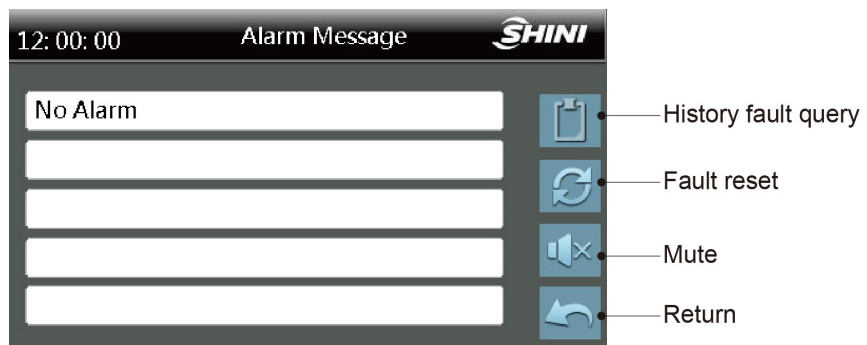 12: 00: 00 Alarm Message SHINI
No Alarm
History fault query
Fault reset
Mute
Return